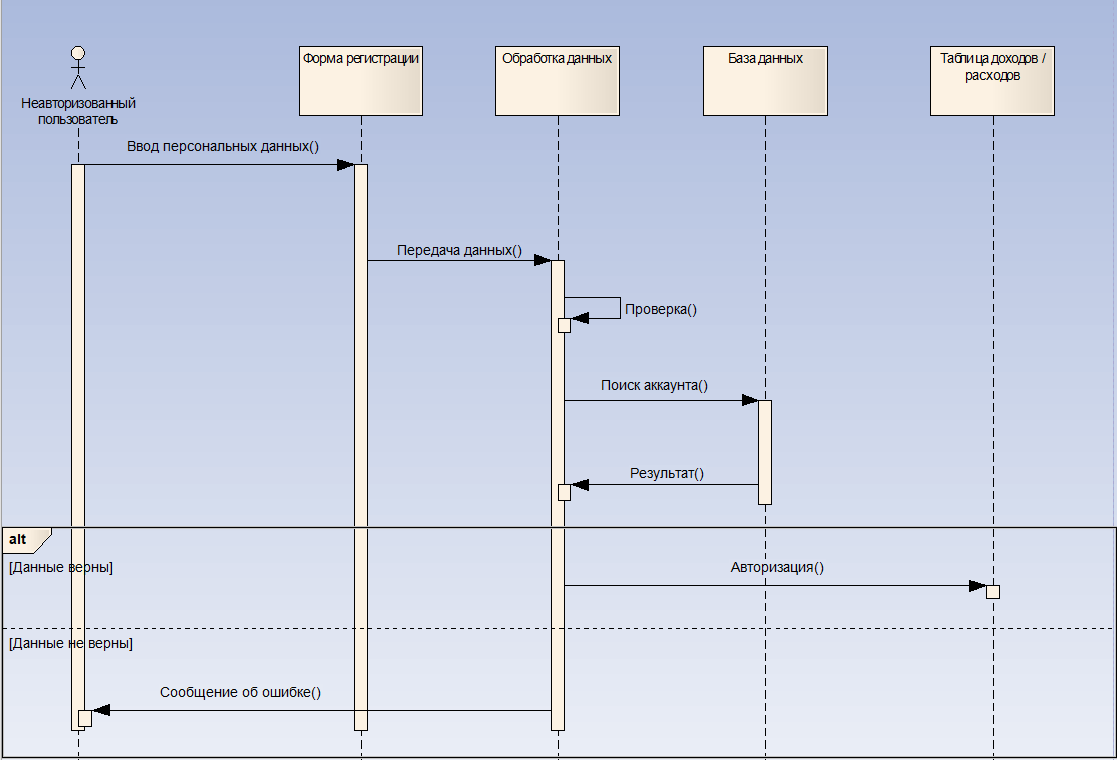 Неавторизованный
пользователь
Форма регистрации
Обработка данных
База данных
Таблица доходов /
расходов
Ввод персональных данных()
Передача данных()
Проверка()
Поиск аккаунта()
Результат()
alt
[Данные верны]
Авторизация()
[Данные не верны]
Сообщение об ошибке()